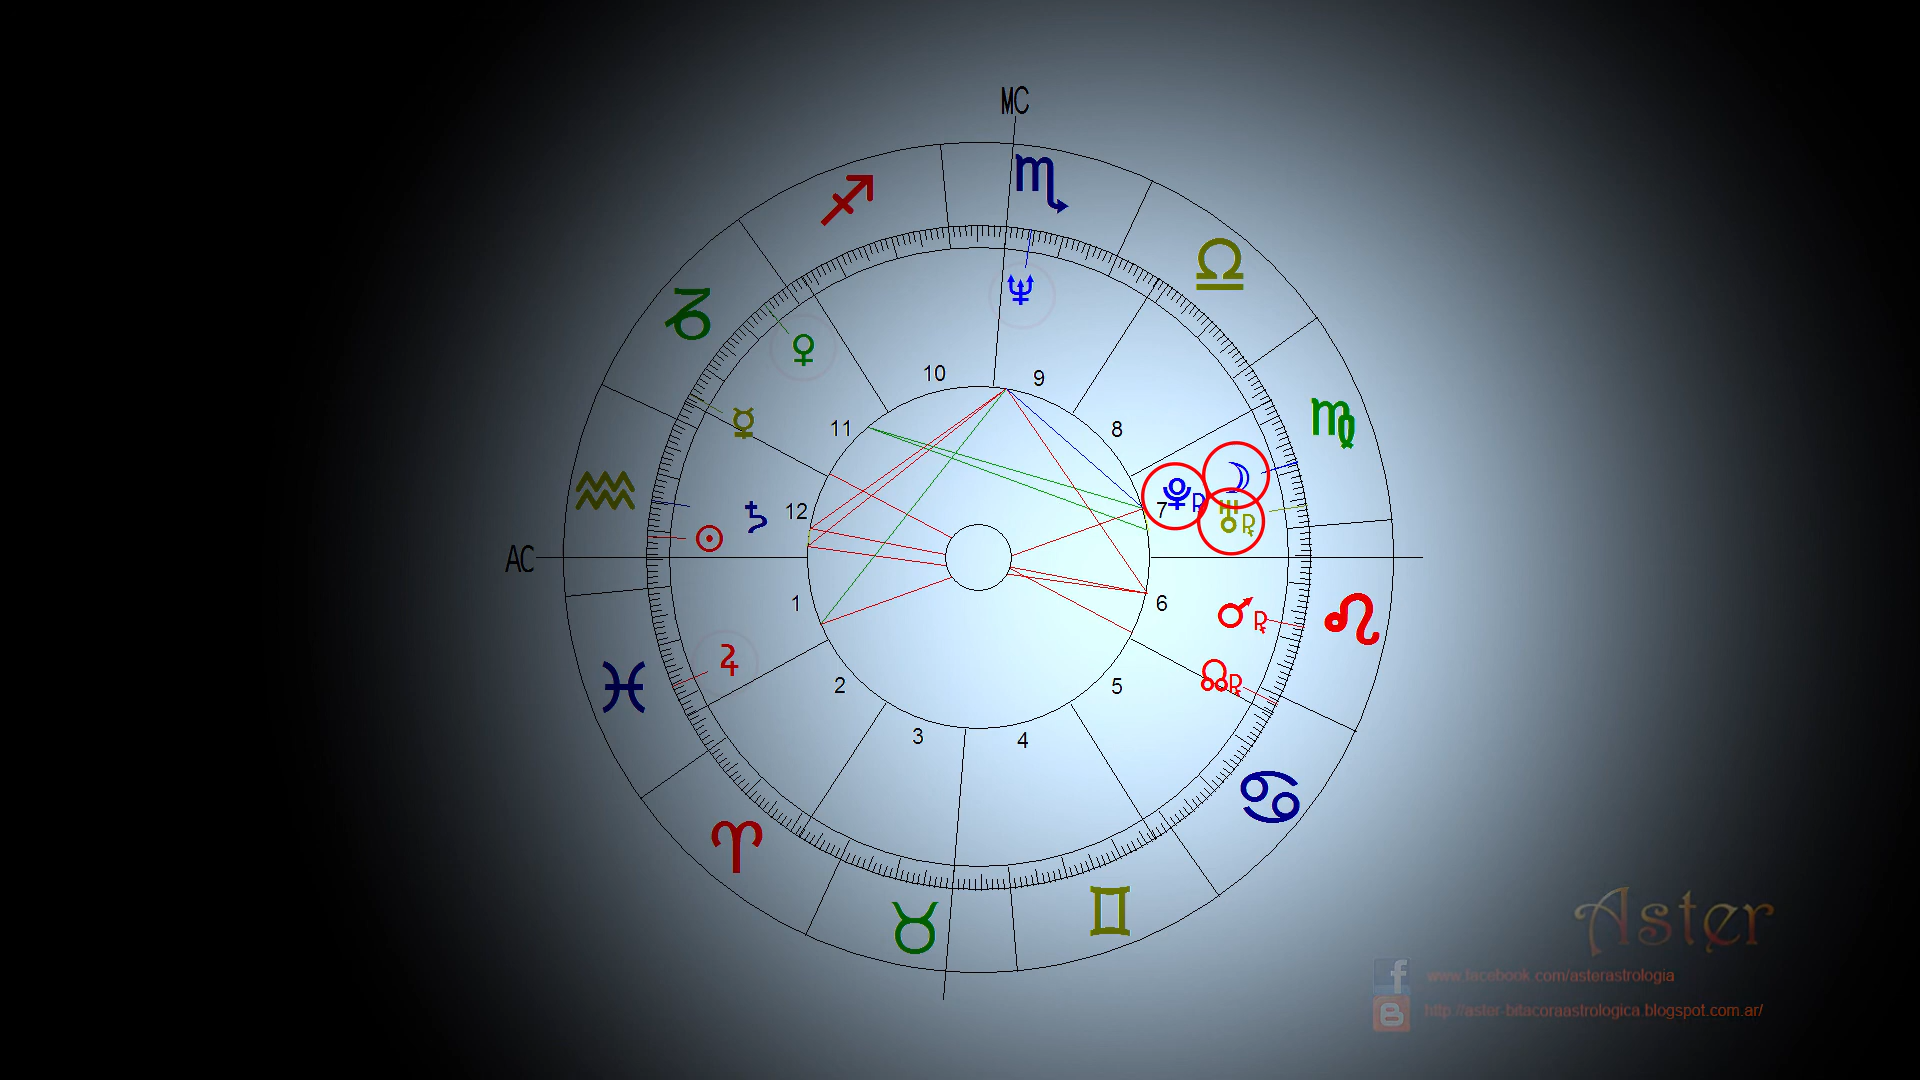 MC
10
9
11
8
12
7
AC
1
6
2
5
3
4
Aster
www.facebook.com/asterastrologia
http://aster-bitacoraastrologica.blogspot.com.ar/